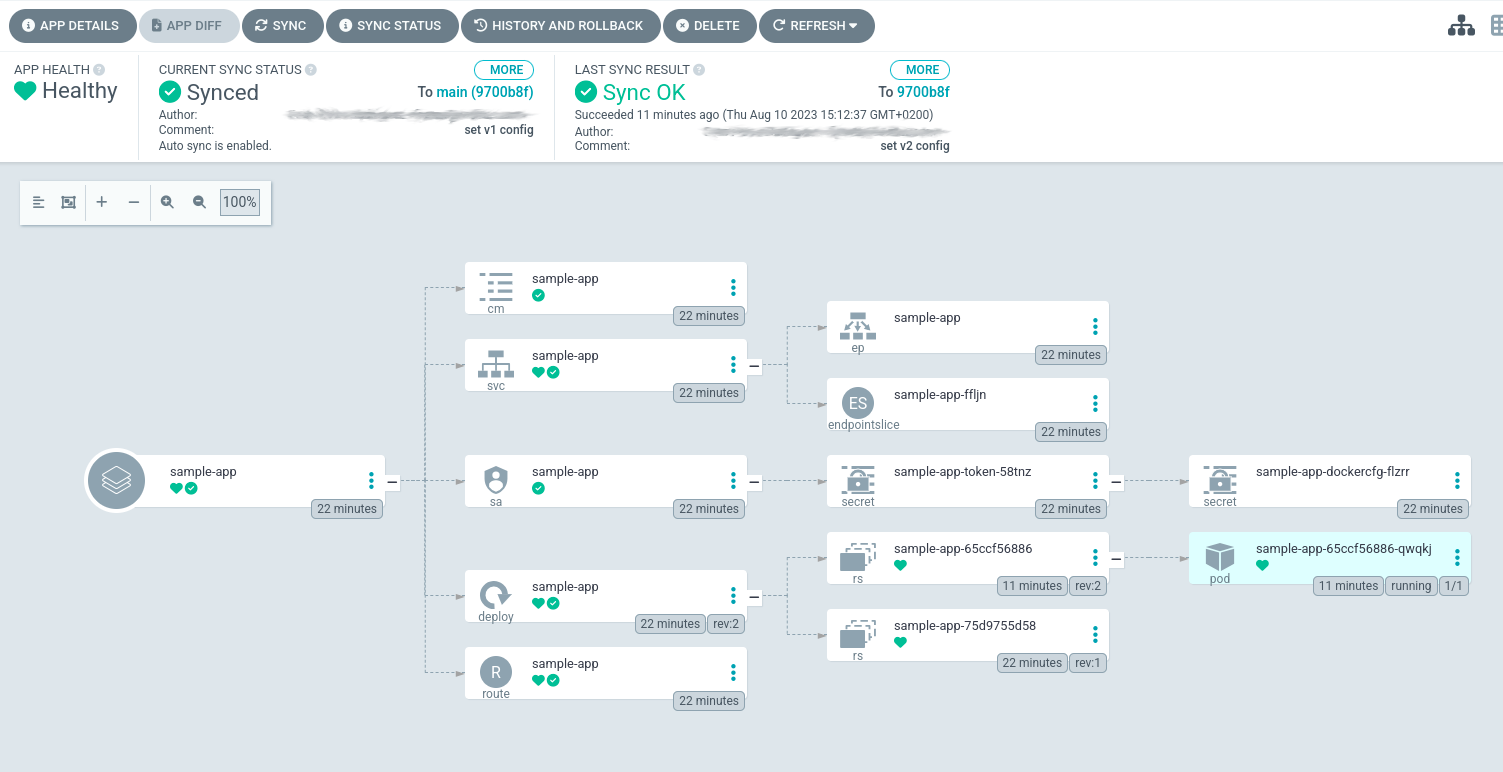 APP DETAILS APP DIFF SYNC SYNC STATUS HISTORY AND ROLLBACK DELETE REFRESH
APP HEALTH ?
Healthy
CURRENT SYNC STATUS ? MORE
Synced To main (9700b8f)
Author:
Comment: set v1 config
Auto sync is enabled.
LAST SYNC RESULT ? MORE
Sync OK To 9700b8f
Succeeded 11 minutes ago (Thu Aug 10 2023 15:12:37 GMT+0200)
Author:
Comment: set v2 config
100%
sample-app
22 minutes
sample-app
cm
22 minutes
sample-app
svc
22 minutes
sample-app
sa
22 minutes
sample-app
deploy
22 minutes rev:2
sample-app
R
route
22 minutes
sample-app
ep
22 minutes
sample-app-ffljn
ES
endpointslice
22 minutes
sample-app-token-58tnz
secret
22 minutes
sample-app-65ccf56886
rs
11 minutes rev:2
sample-app-75d9755d58
rs
22 minutes rev:1
sample-app-dockercfg-flzrr
secret
22 minutes
sample-app-65ccf56886-qwqkj
pod
11 minutes running 1/1